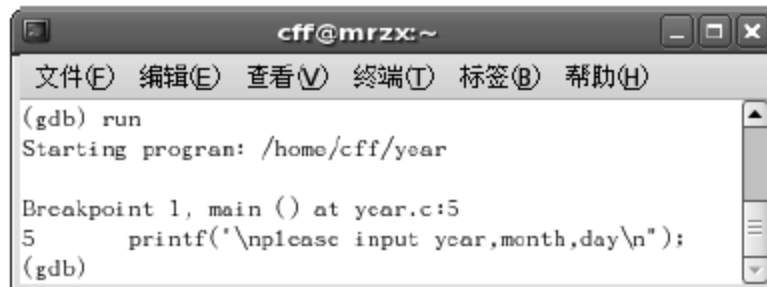 cff@mrzx:~
文件(F) 编辑(E) 查看(V) 终端(T) 标签(B) 帮助(H)
(gdb) run
Starting program: /home/cff/year
Breakpoint 1, main () at year.c:5
5 printf("\nplease input year,month,day\n");
(gdb)